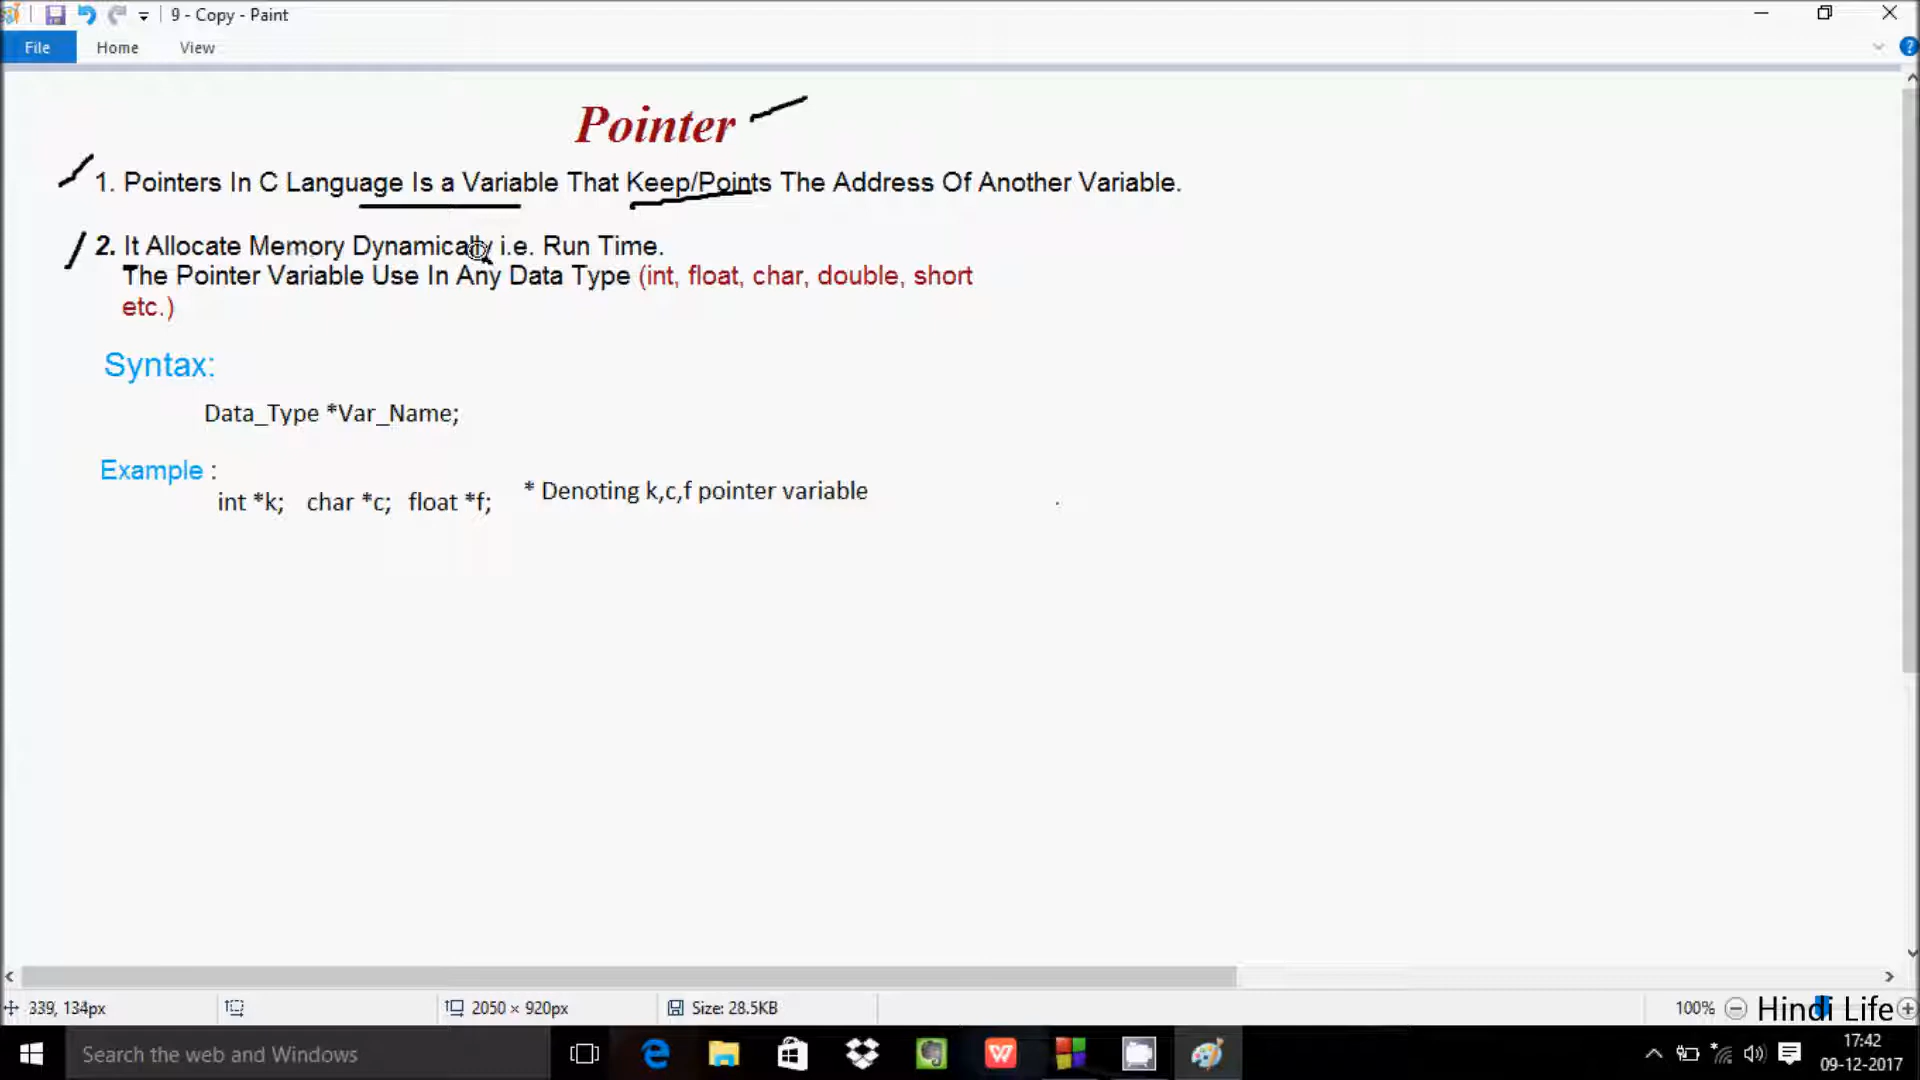 9 - Copy - Paint
File Home View
Pointer
1. Pointers In C Language Is a Variable That Keep/Points The Address Of Another Variable.
2. It Allocate Memory Dynamically i.e. Run Time.
The Pointer Variable Use In Any Data Type (int, float, char, double, short
etc.)
Syntax:
Data_Type *Var_Name;
Example :
int *k; char *c; float *f; * Denoting k,c,f pointer variable
339, 134px 2050 × 920px Size: 28.5KB 100% Hindi Life
Search the web and Windows
17:42
09-12-2017